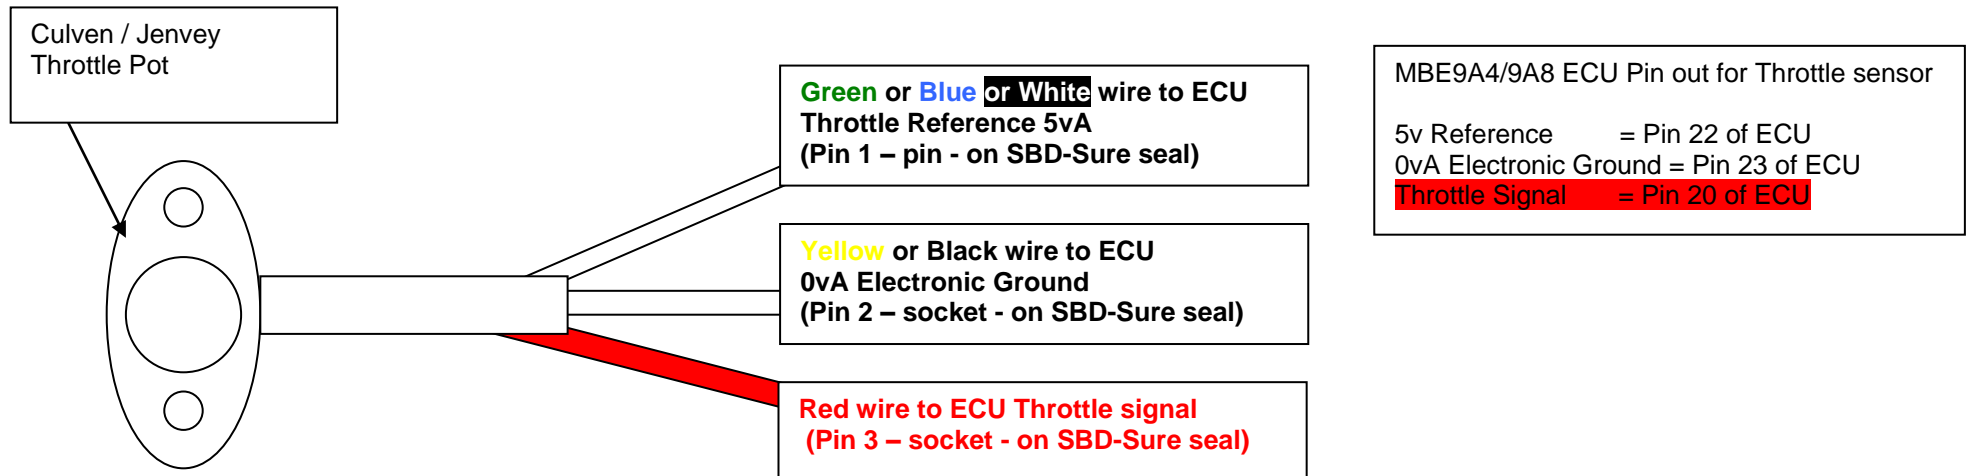 Culven / Jenvey
Throttle Pot
Green or Blue or White wire to ECU
Throttle Reference 5vA
(Pin 1 – pin - on SBD-Sure seal)
Yellow or Black wire to ECU
0vA Electronic Ground
(Pin 2 – socket - on SBD-Sure seal)
Red wire to ECU Throttle signal
(Pin 3 – socket - on SBD-Sure seal)
MBE9A4/9A8 ECU Pin out for Throttle sensor
5v Reference = Pin 22 of ECU
0vA Electronic Ground = Pin 23 of ECU
Throttle Signal = Pin 20 of ECU